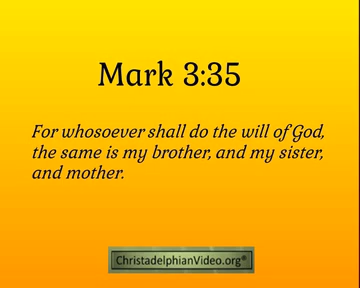 Mark 3:35
For whosoever shall do the will of God,
the same is my brother, and my sister,
and mother.
ChristadelphianVideo.org®